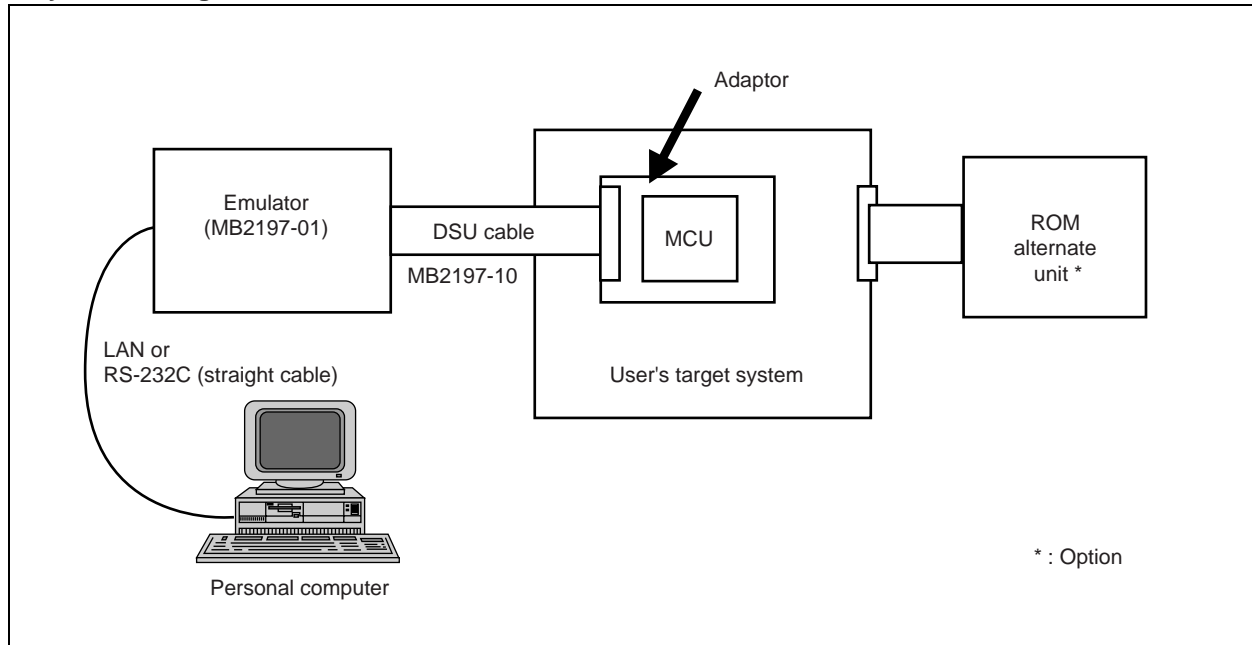 Adaptor
Emulator
(MB2197-01)
DSU cable
MB2197-10
MCU
ROM
alternate
unit *
LAN or
RS-232C (straight cable)
User's target system
Personal computer
* : Option